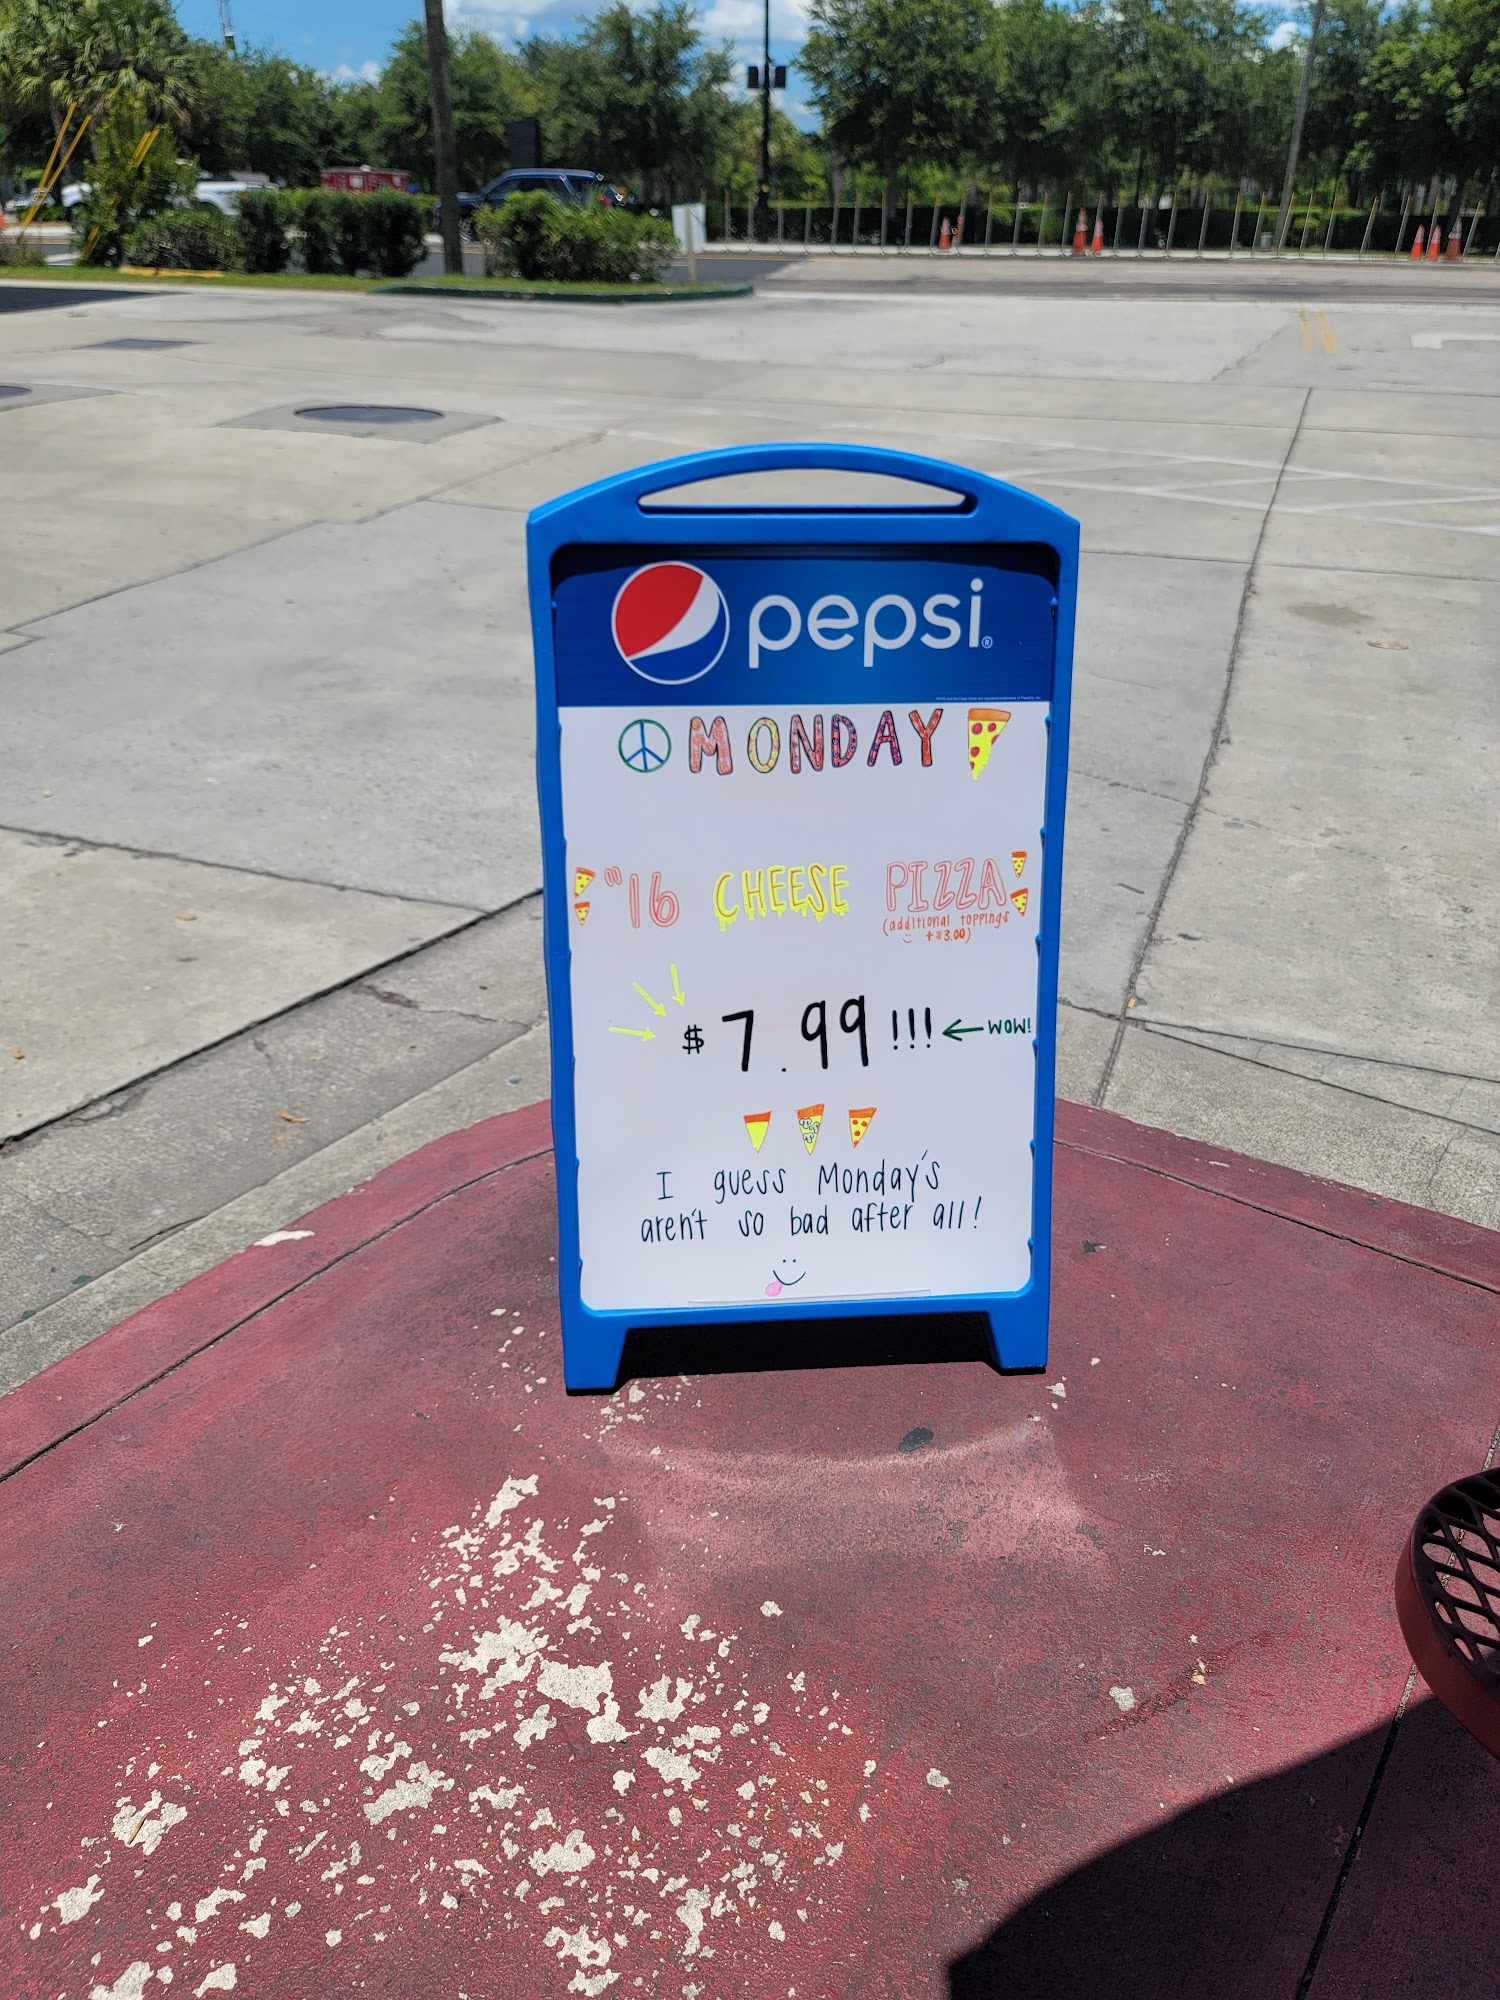 pepsi®
MONDAY
"16 CHEESE PIZZA
(additional toppings
+$3.00)
$7.99!!! WOW!
I guess Monday's
aren't so bad after all!